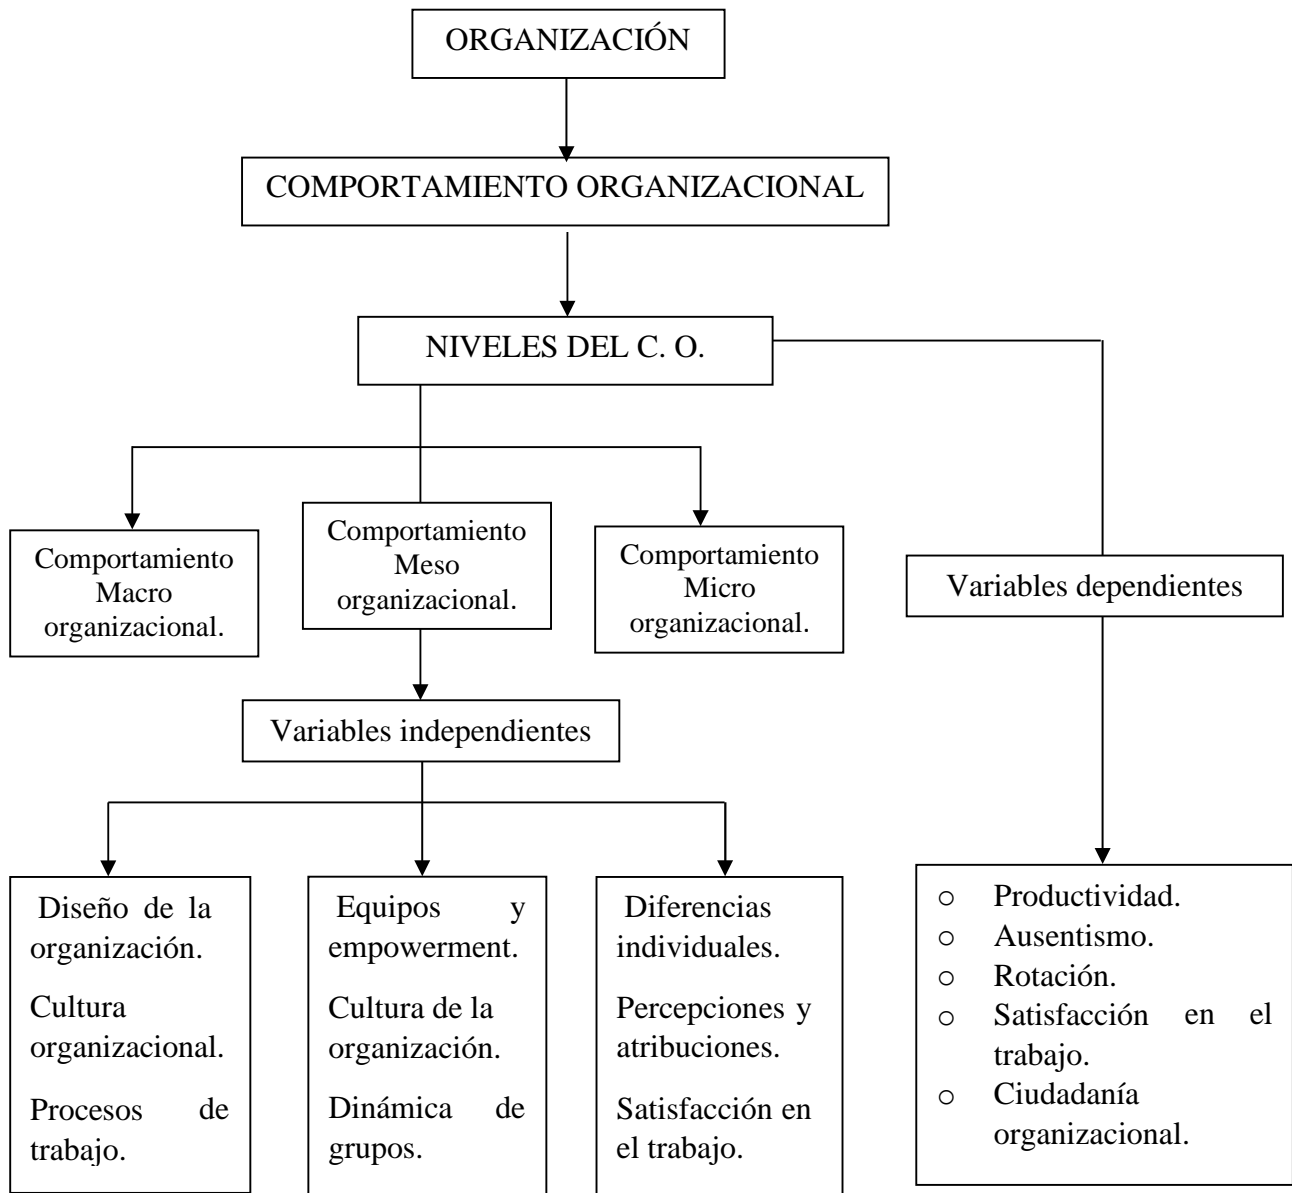 ORGANIZACIÓN
COMPORTAMIENTO ORGANIZACIONAL
NIVELES DEL C. O.
Comportamiento
Macro
organizacional.
Comportamiento
Meso
organizacional.
Comportamiento
Micro
organizacional.
Variables dependientes
Variables independientes
Diseño de la
organización.
Cultura
organizacional.
Procesos de
trabajo.
Equipos y
empowerment.
Cultura de la
organización.
Dinámica de
grupos.
Diferencias
individuales.
Percepciones y
atribuciones.
Satisfacción en
el trabajo.
o Productividad.
o Ausentismo.
o Rotación.
o Satisfacción en el
trabajo.
o Ciudadanía
organizacional.